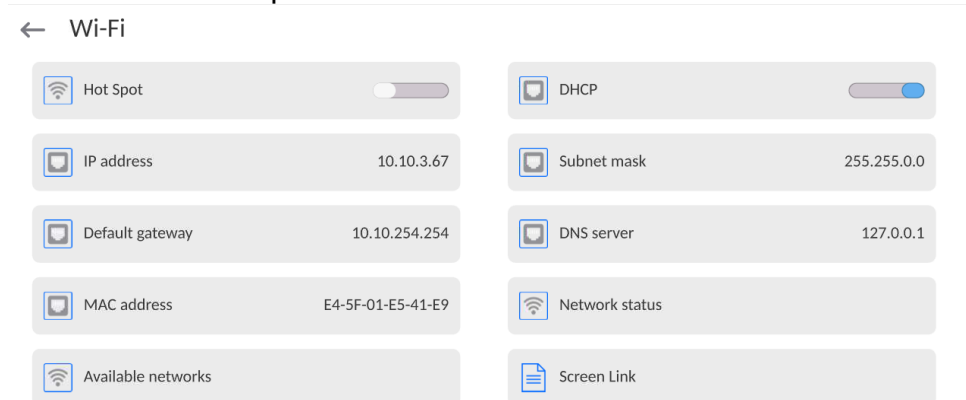 ← Wi-Fi
Hot Spot
DHCP
IP address 10.10.3.67
Subnet mask 255.255.0.0
Default gateway 10.10.254.254
DNS server 127.0.0.1
MAC address E4-5F-01-E5-41-E9
Network status
Available networks
Screen Link